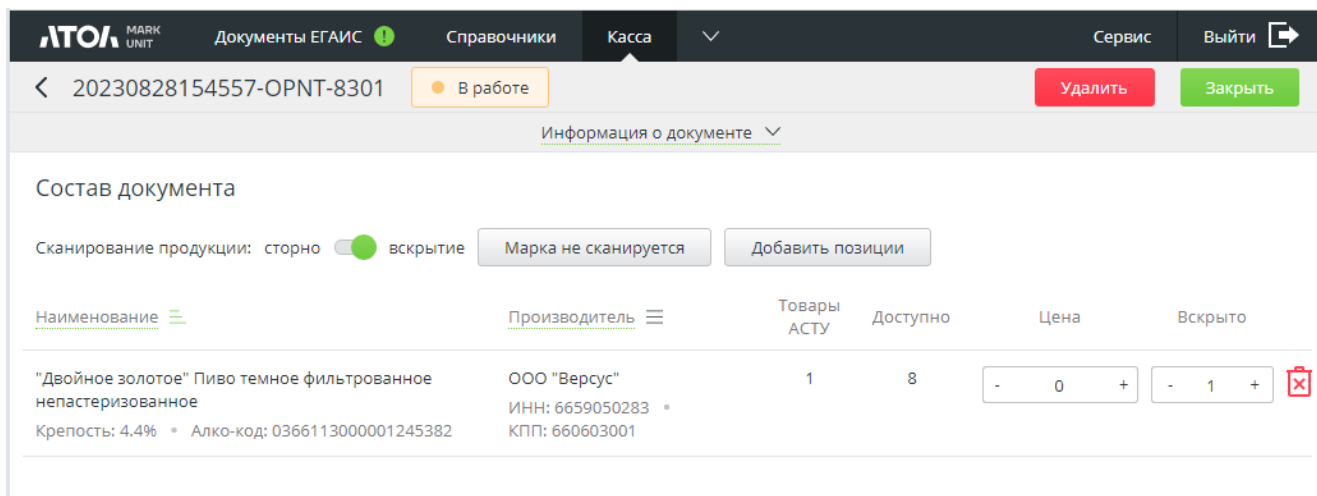 АТОЛ MARK UNIT Документы ЕГАИС ! Справочники Касса Сервис Выйти
20230828154557-OPNT-8301 В работе Удалить Закрыть
Информация о документе
Состав документа
Сканирование продукции: сторно вскрытие Марка не сканируется Добавить позиции
Наименование Производитель Товары АСТУ Доступно Цена Вскрыто
"Двойное золотое" Пиво темное фильтрованное ООО "Версус" 1 8 - 0 + - 1 +
непастеризованное ИНН: 6659050283 •
Крепость: 4.4% • Алко-код: 0366113000001245382 КПП: 660603001